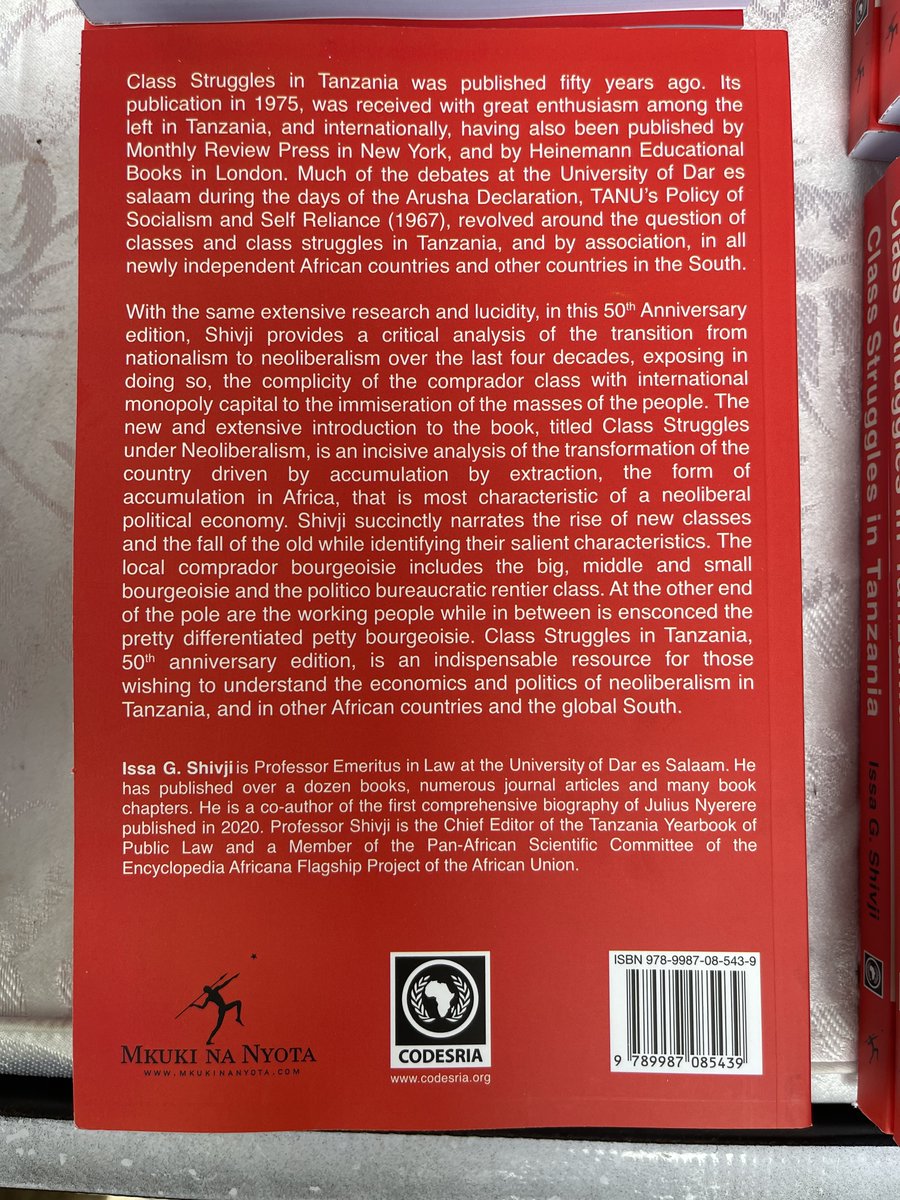 Class Struggles in Tanzania was published fifty years ago. Its
publication in 1975, was received with great enthusiasm among the
left in Tanzania, and internationally, having also been published by
Monthly Review Press in New York, and by Heinemann Educational
Books in London. Much of the debates at the University of Dar es
salaam during the days of the Arusha Declaration, TANU's Policy of
Socialism and Self Reliance (1967), revolved around the question of
classes and class struggles in Tanzania, and by association, in all
newly independent African countries and other countries in the South.
With the same extensive research and lucidity, in this 50th Anniversary
edition, Shivji provides a critical analysis of the transition from
nationalism to neoliberalism over the last four decades, exposing in
doing so, the complicity of the comprador class with international
monopoly capital to the immiseration of the masses of the people. The
new and extensive introduction to the book, titled Class Struggles
under Neoliberalism, is an incisive analysis of the transformation of the
country driven by accumulation by extraction, the form of
accumulation in Africa, that is most characteristic of a neoliberal
political economy. Shivji succinctly narrates the rise of new classes
and the fall of the old while identifying their salient characteristics. The
local comprador bourgeoisie includes the big, middle and small
bourgeoisie and the politico bureaucratic rentier class. At the other end
of the pole are the working people while in between is ensconced the
pretty differentiated petty bourgeoisie. Class Struggles in Tanzania,
50th anniversary edition, is an indispensable resource for those
wishing to understand the economics and politics of neoliberalism in
Tanzania, and in other African countries and the global South.
Issa G. Shivji is Professor Emeritus in Law at the University of Dar es Salaam. He
has published over a dozen books, numerous journal articles and many book
chapters. He is a co-author of the first comprehensive biography of Julius Nyerere
published in 2020. Professor Shivji is the Chief Editor of the Tanzania Yearbook of
Public Law and a Member of the Pan-African Scientific Committee of the
Encyclopedia Africana Flagship Project of the African Union.
MKUKI NA NYOTA
WWW.MKUKINANYOTA.COM
CODESRIA
www.codesria.org
ISBN 978-9987-08-543-9
9 789987 085439
Class Struggles in Tanzania Issa G. Shivji
Class Struggles in